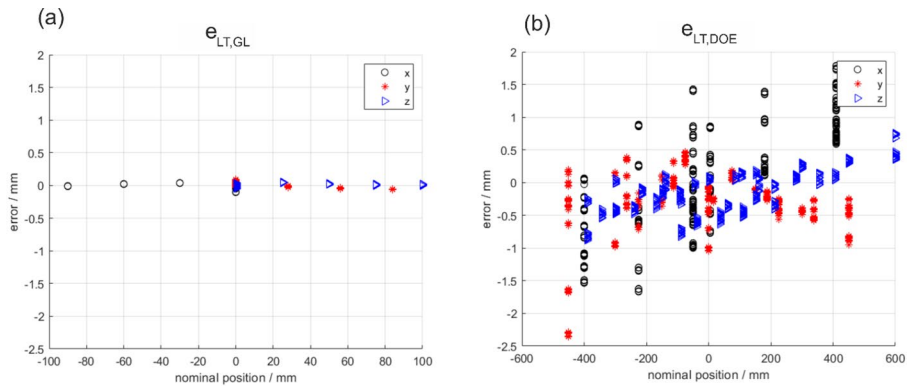 (a)
e LT,GL
2
1.5
1
0.5
0
-0.5
-1
-1.5
-2
-2.5
error / mm
-100 -80 -60 -40 -20 0 20 40 60 80 100
nominal position / mm
x
y
z
(b)
e LT,DOE
2
1.5
1
0.5
0
-0.5
-1
-1.5
-2
-2.5
error / mm
-600 -400 -200 0 200 400 600
nominal position / mm
x
y
z